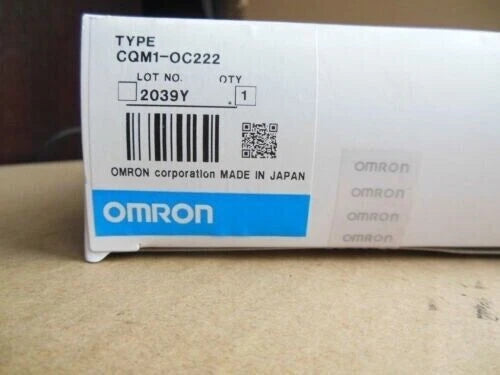 TYPE
CQM1-OC222
LOT NO. QTY
2039Y . 1
OMRON corporation MADE IN JAPAN
OMRON
OMRON
OMRON
OMRON
OMRON